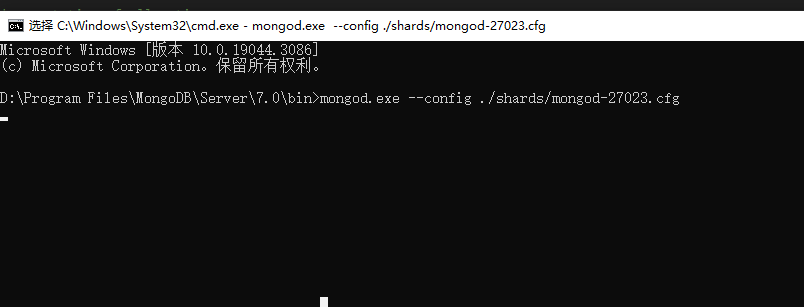 选择 C:\Windows\System32\cmd.exe - mongod.exe  --config ./shards/mongod-27023.cfg
Microsoft Windows [版本 10.0.19044.3086]
(c) Microsoft Corporation。保留所有权利。
D:\Program Files\MongoDB\Server\7.0\bin>mongod.exe --config ./shards/mongod-27023.cfg